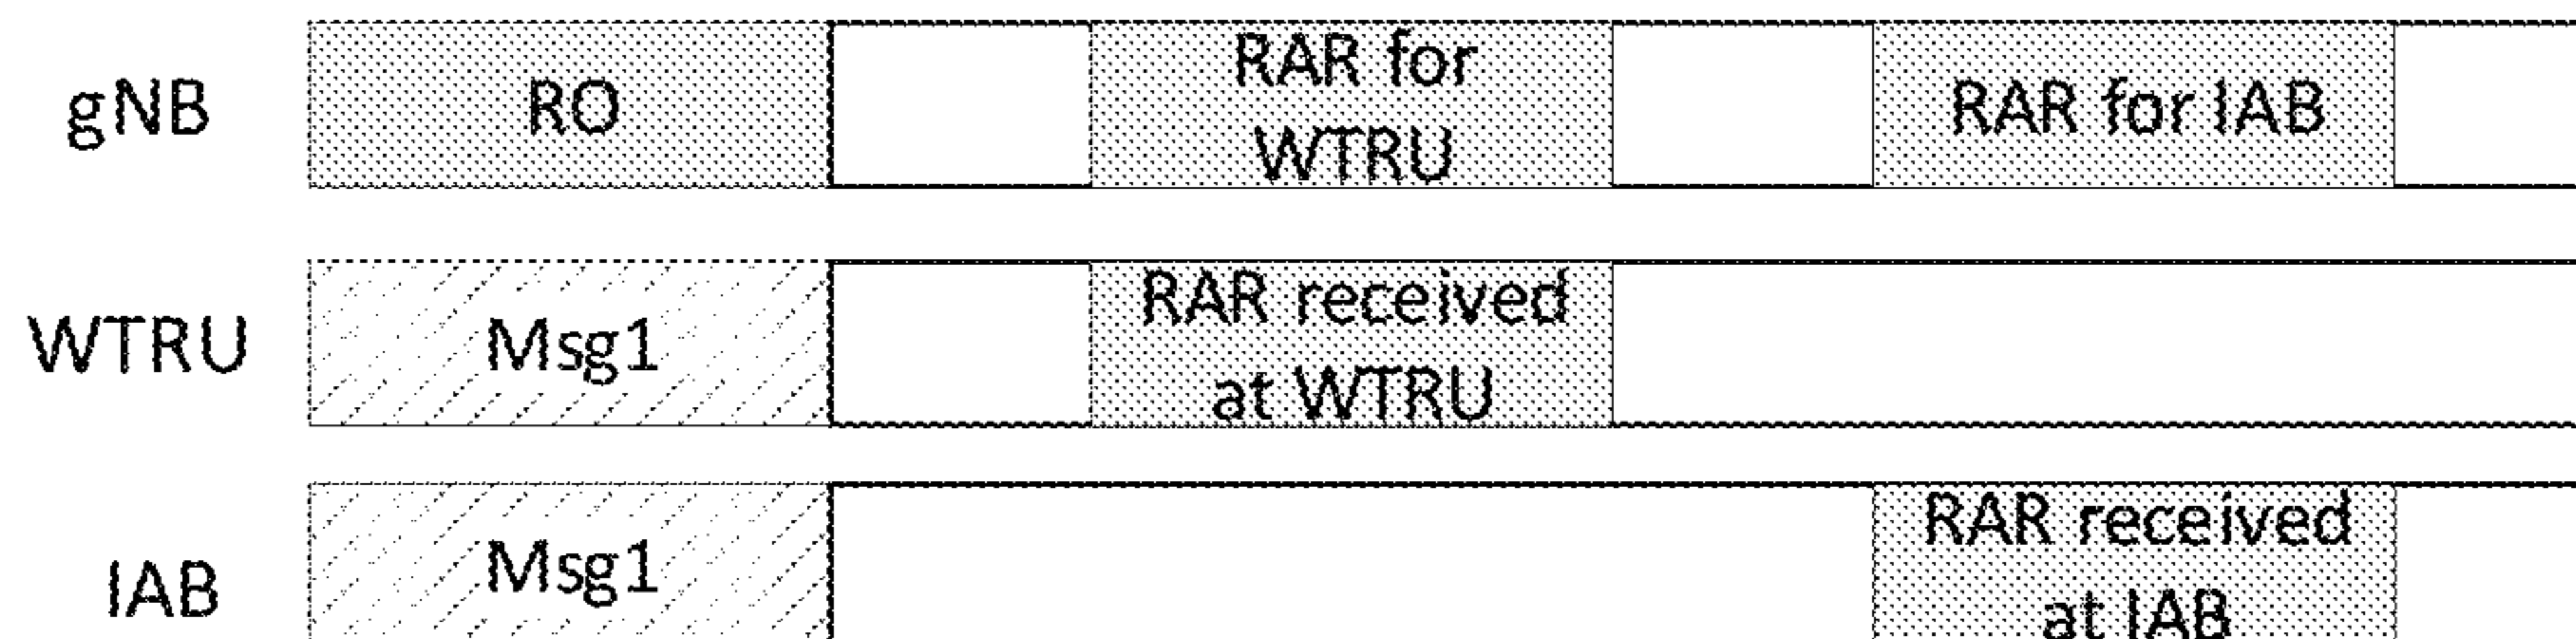 gNB
RO
RAR for
WTRU
RAR for IAB
WTRU
Msg1
RAR received
at WTRU
IAB
Msg1
RAR received
at IAB